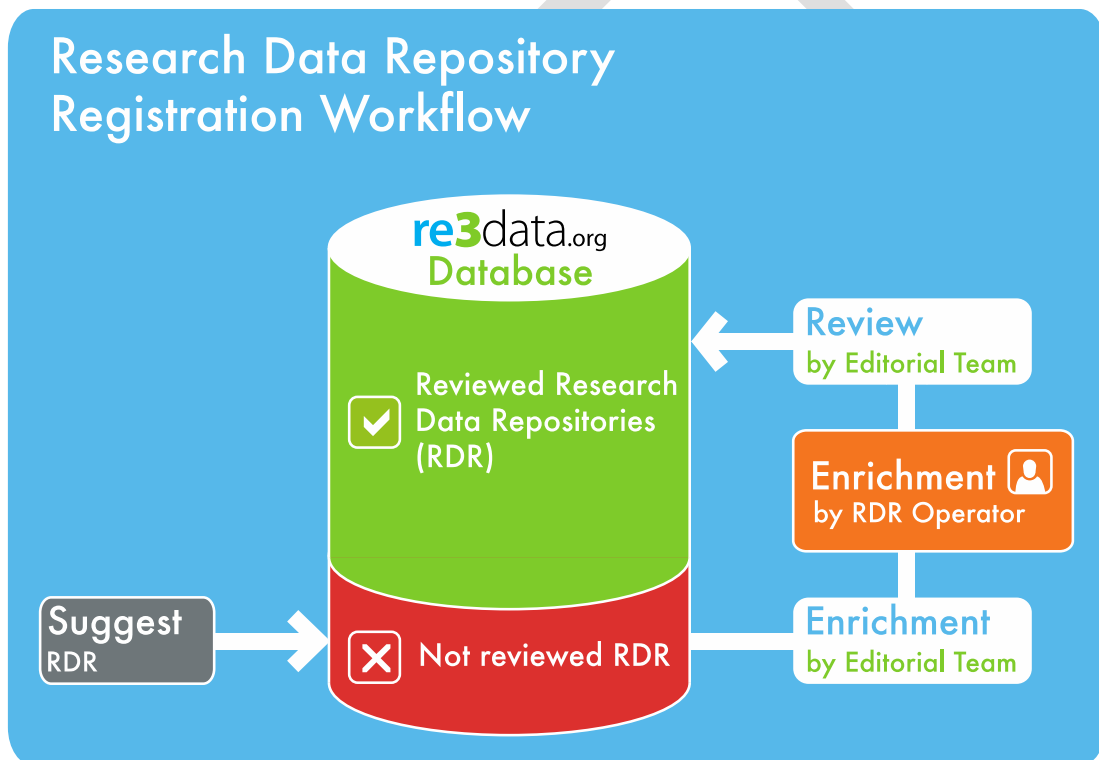 Research Data Repository
Registration Workflow
re3data.org
Database
Reviewed Research
Data Repositories
(RDR)
Not reviewed RDR
Suggest
RDR
Review
by Editorial Team
Enrichment
by RDR Operator
Enrichment
by Editorial Team